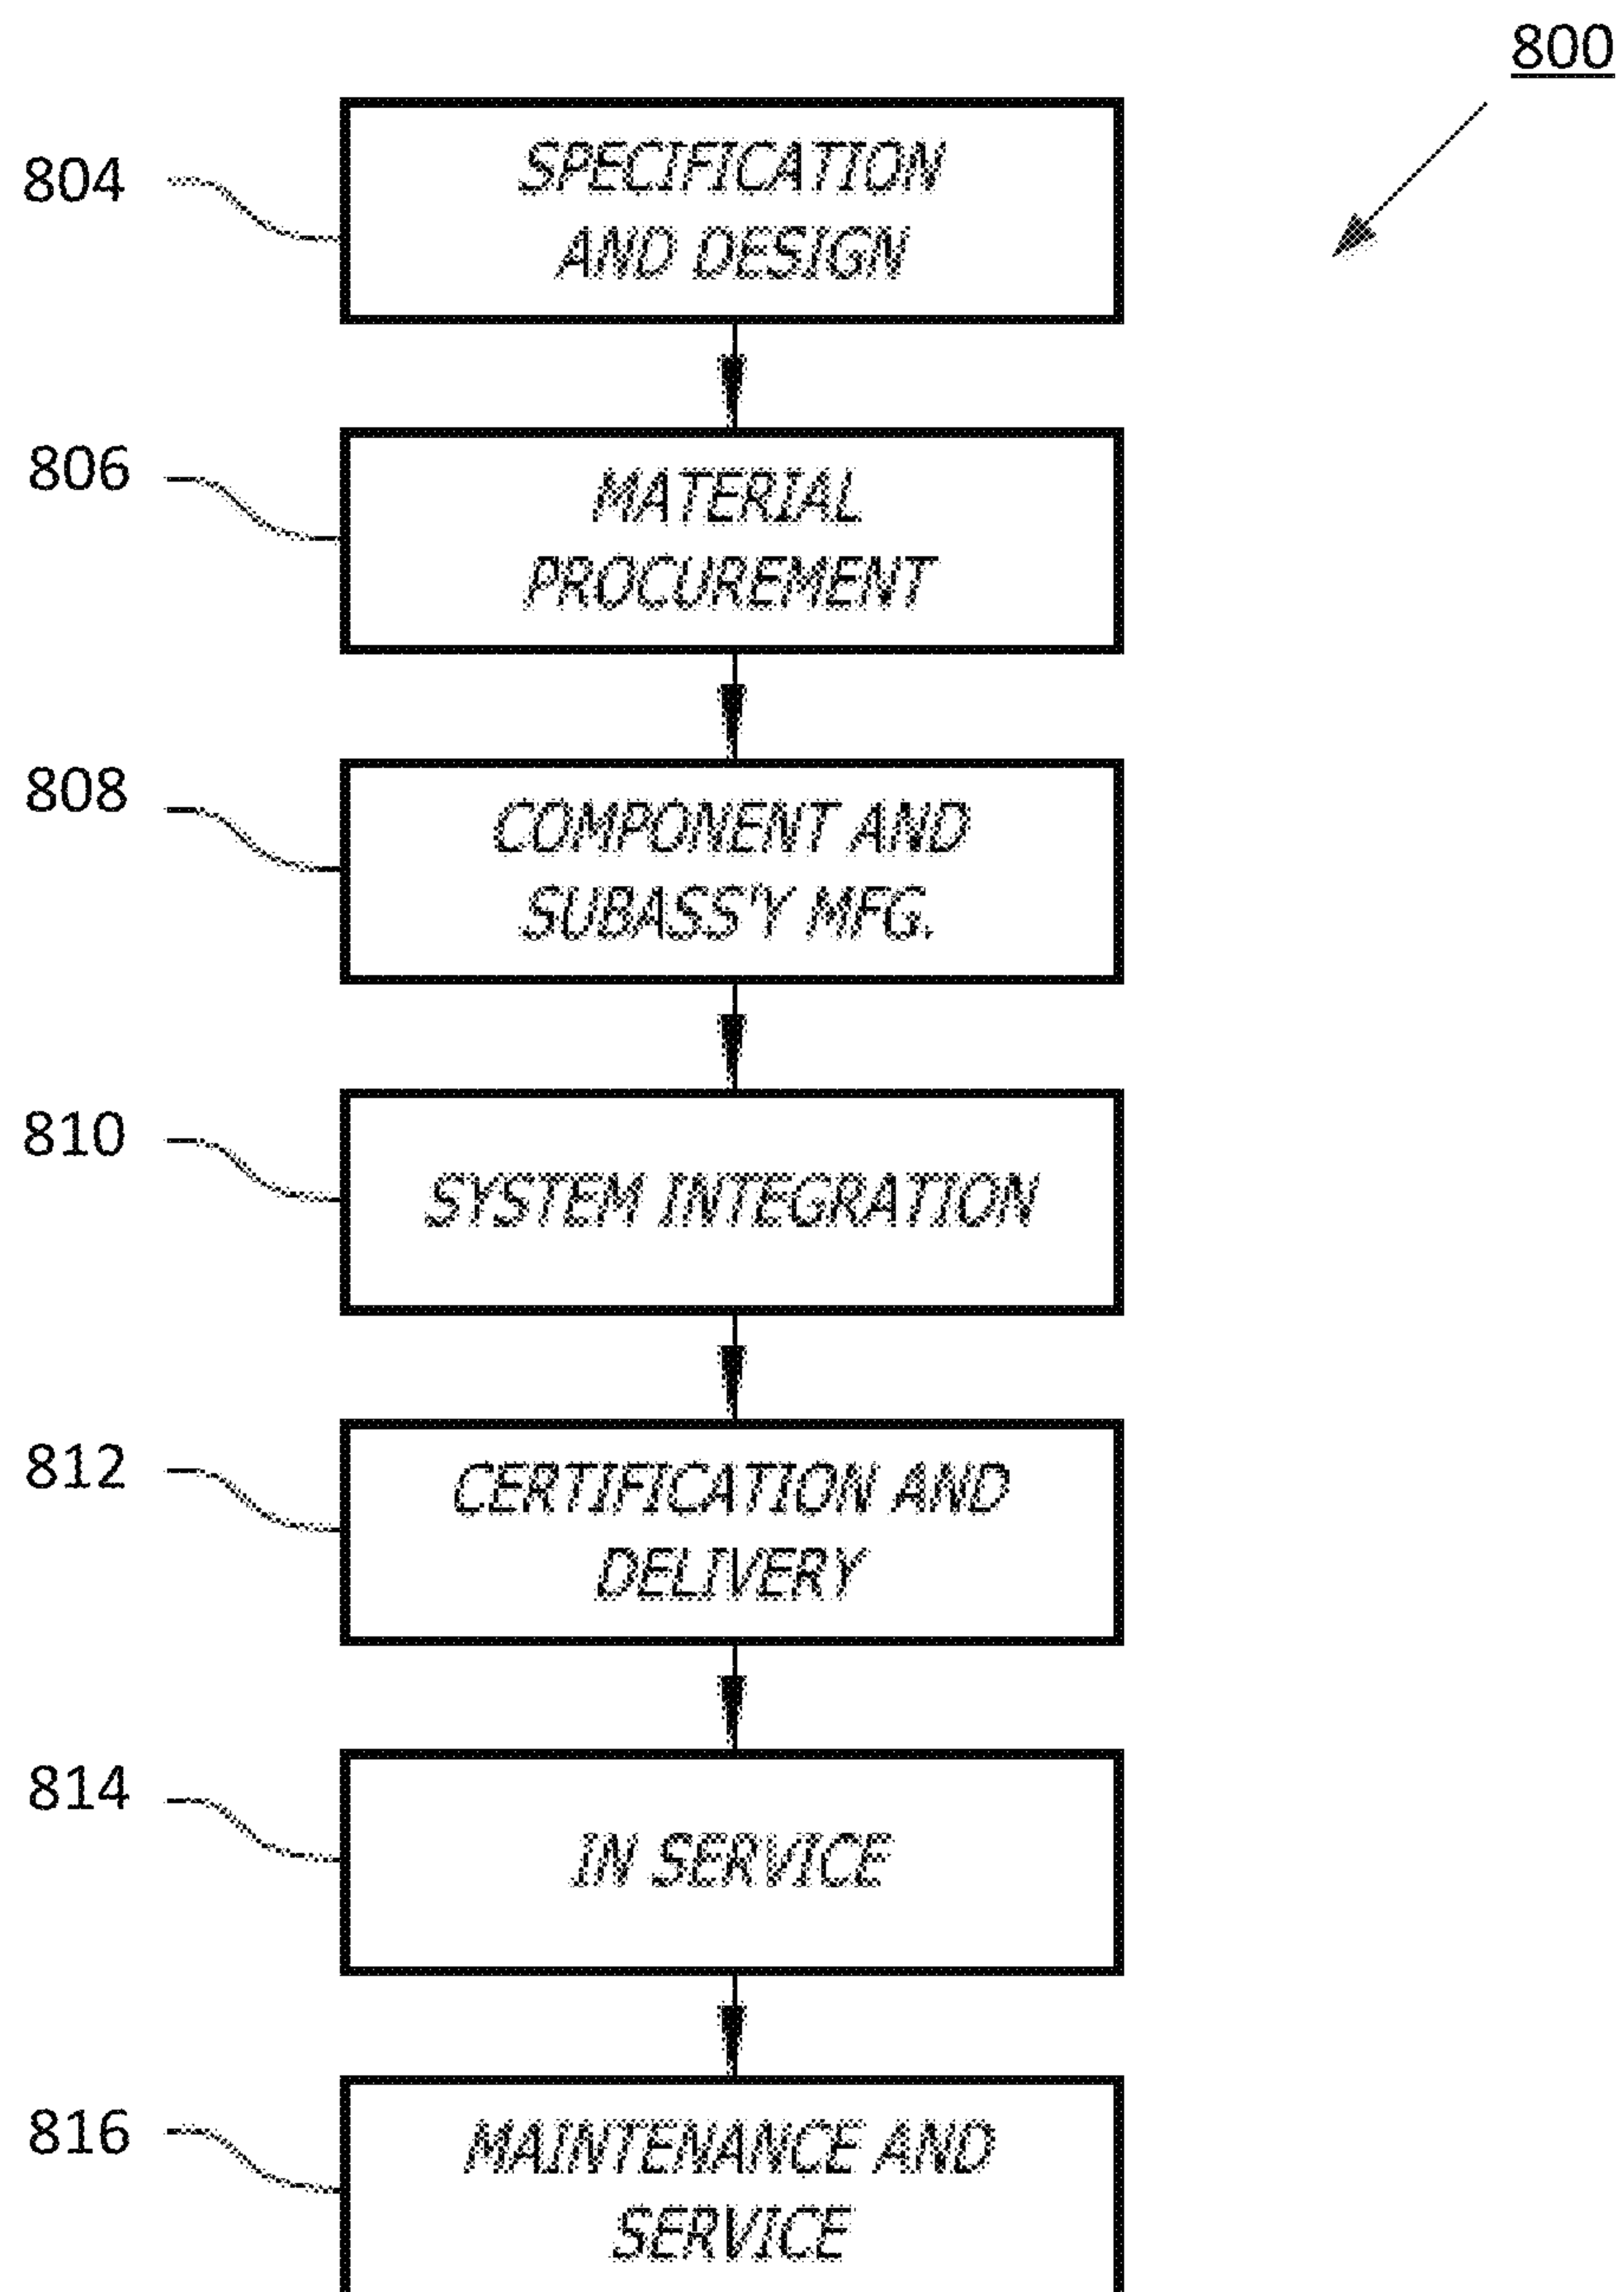 800
804
SPECIFICATION
AND DESIGN
806
MATERIAL
PROCUREMENT
808
COMPONENT AND
SUBASS'Y MFG.
810
SYSTEM INTEGRATION
812
CERTIFICATION AND
DELIVERY
814
IN SERVICE
816
MAINTENANCE AND
SERVICE